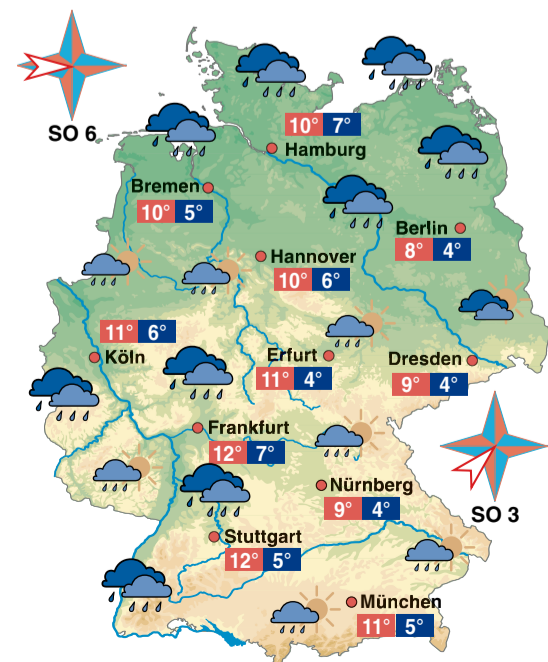 SO 6
10° 7°
Hamburg
Bremen
10° 5°
Berlin
8° 4°
Hannover
10° 6°
11° 6°
Köln
Erfurt
11° 4°
Dresden
9° 4°
Frankfurt
12° 7°
Nürnberg
9° 4°
SO 3
Stuttgart
12° 5°
München
11° 5°